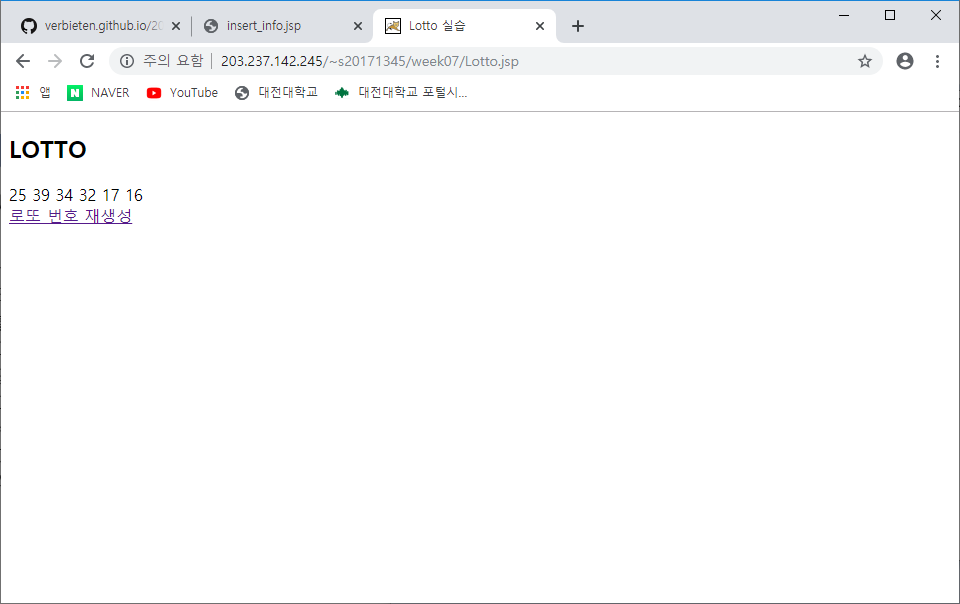 verbieten.github.io/20
insert_info.jsp
Lotto 실습
주의 요함 | 203.237.142.245/~s20171345/week07/Lotto.jsp
앱 NAVER YouTube 대전대학교 대전대학교 포털시...
LOTTO
25 39 34 32 17 16
로또 번호 재생성